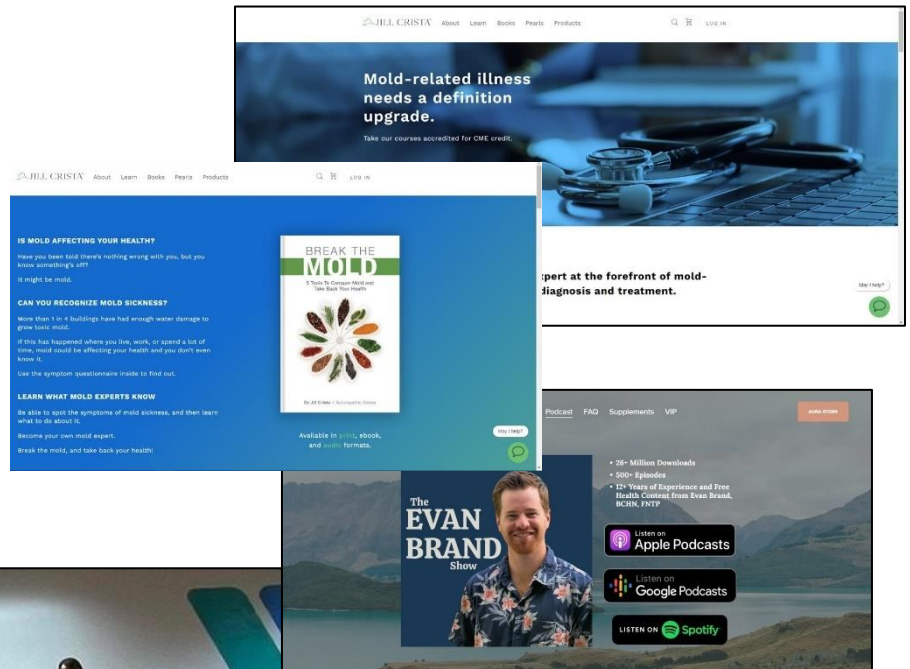 JILL CRISTA
About Learn Books Pearls Products
LOG IN
Mold-related illness
needs a definition
upgrade.
Take our courses accredited for CME credit.
pert at the forefront of mold-
diagnosis and treatment.
May I help?
JILL CRISTA
About Learn Books Pearls Products
LOG IN
IS MOLD AFFECTING YOUR HEALTH?
Have you been told there's nothing wrong with you, but you
know something's off?
It might be mold.
CAN YOU RECOGNIZE MOLD SICKNESS?
More than 1 in 4 buildings have had enough water damage to
grow toxic mold.
If this has happened where you live, work, or spend a lot of
time, mold could be affecting your health and you don't even
know it.
Use the symptom questionnaire inside to find out.
LEARN WHAT MOLD EXPERTS KNOW
Be able to spot the symptoms of mold sickness, and then learn
what to do about it.
Become your own mold expert.
Break the mold, and take back your health!
BREAK THE
MOLD
5 Tools To Conquer Mold and
Take Back Your Health
Dr. Jill Crista • Naturopathic Doctor
Available in print, ebook,
and audio formats.
May I help?
Podcast FAQ Supplements VIP
AURA STORE
The
EVAN
BRAND
Show
• 26+ Million Downloads
• 500+ Episodes
• 12+ Years of Experience and Free
Health Content from Evan Brand,
BCHN, FNTP
Listen on
Apple Podcasts
Listen on
Google Podcasts
LISTEN ON Spotify